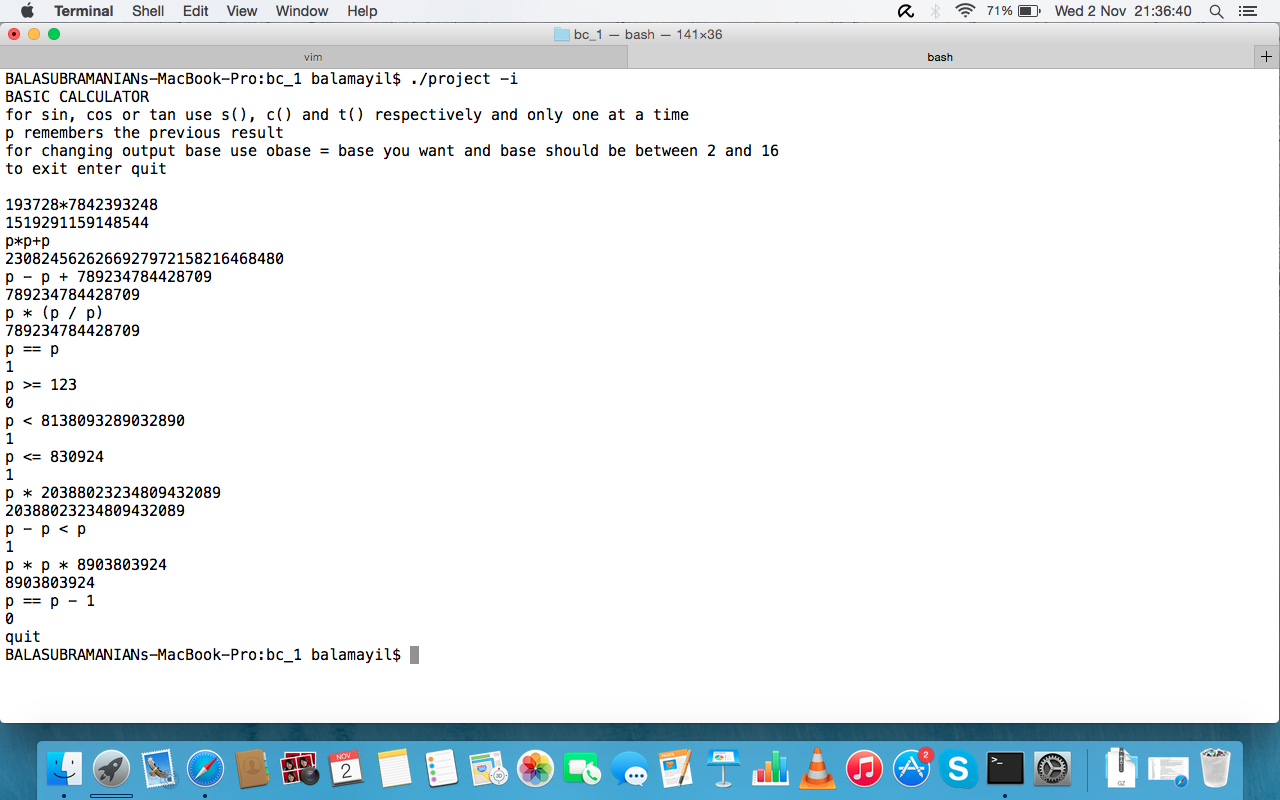 Terminal Shell Edit View Window Help 71% Wed 2 Nov 21:36:40
bc_1 — bash — 141×36
vim bash +
BALASUBRAMANIANs-MacBook-Pro:bc_1 balamayil$ ./project -i
BASIC CALCULATOR
for sin, cos or tan use s(), c() and t() respectively and only one at a time
p remembers the previous result
for changing output base use obase = base you want and base should be between 2 and 16
to exit enter quit
193728*7842393248
1519291159148544
p*p+p
2308245626266927972158216468480
p - p + 789234784428709
789234784428709
p * (p / p)
789234784428709
p == p
1
p >= 123
0
p < 8138093289032890
1
p <= 830924
1
p * 20388023234809432089
20388023234809432089
p - p < p
1
p * p * 8903803924
8903803924
p == p - 1
0
quit
BALASUBRAMANIANs-MacBook-Pro:bc_1 balamayil$
NOV
2
3D
2
S
>_
GZ